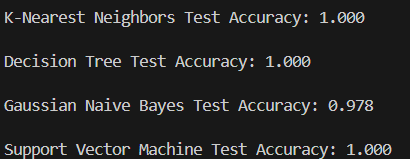 K-Nearest Neighbors Test Accuracy: 1.000
Decision Tree Test Accuracy: 1.000
Gaussian Naive Bayes Test Accuracy: 0.978
Support Vector Machine Test Accuracy: 1.000